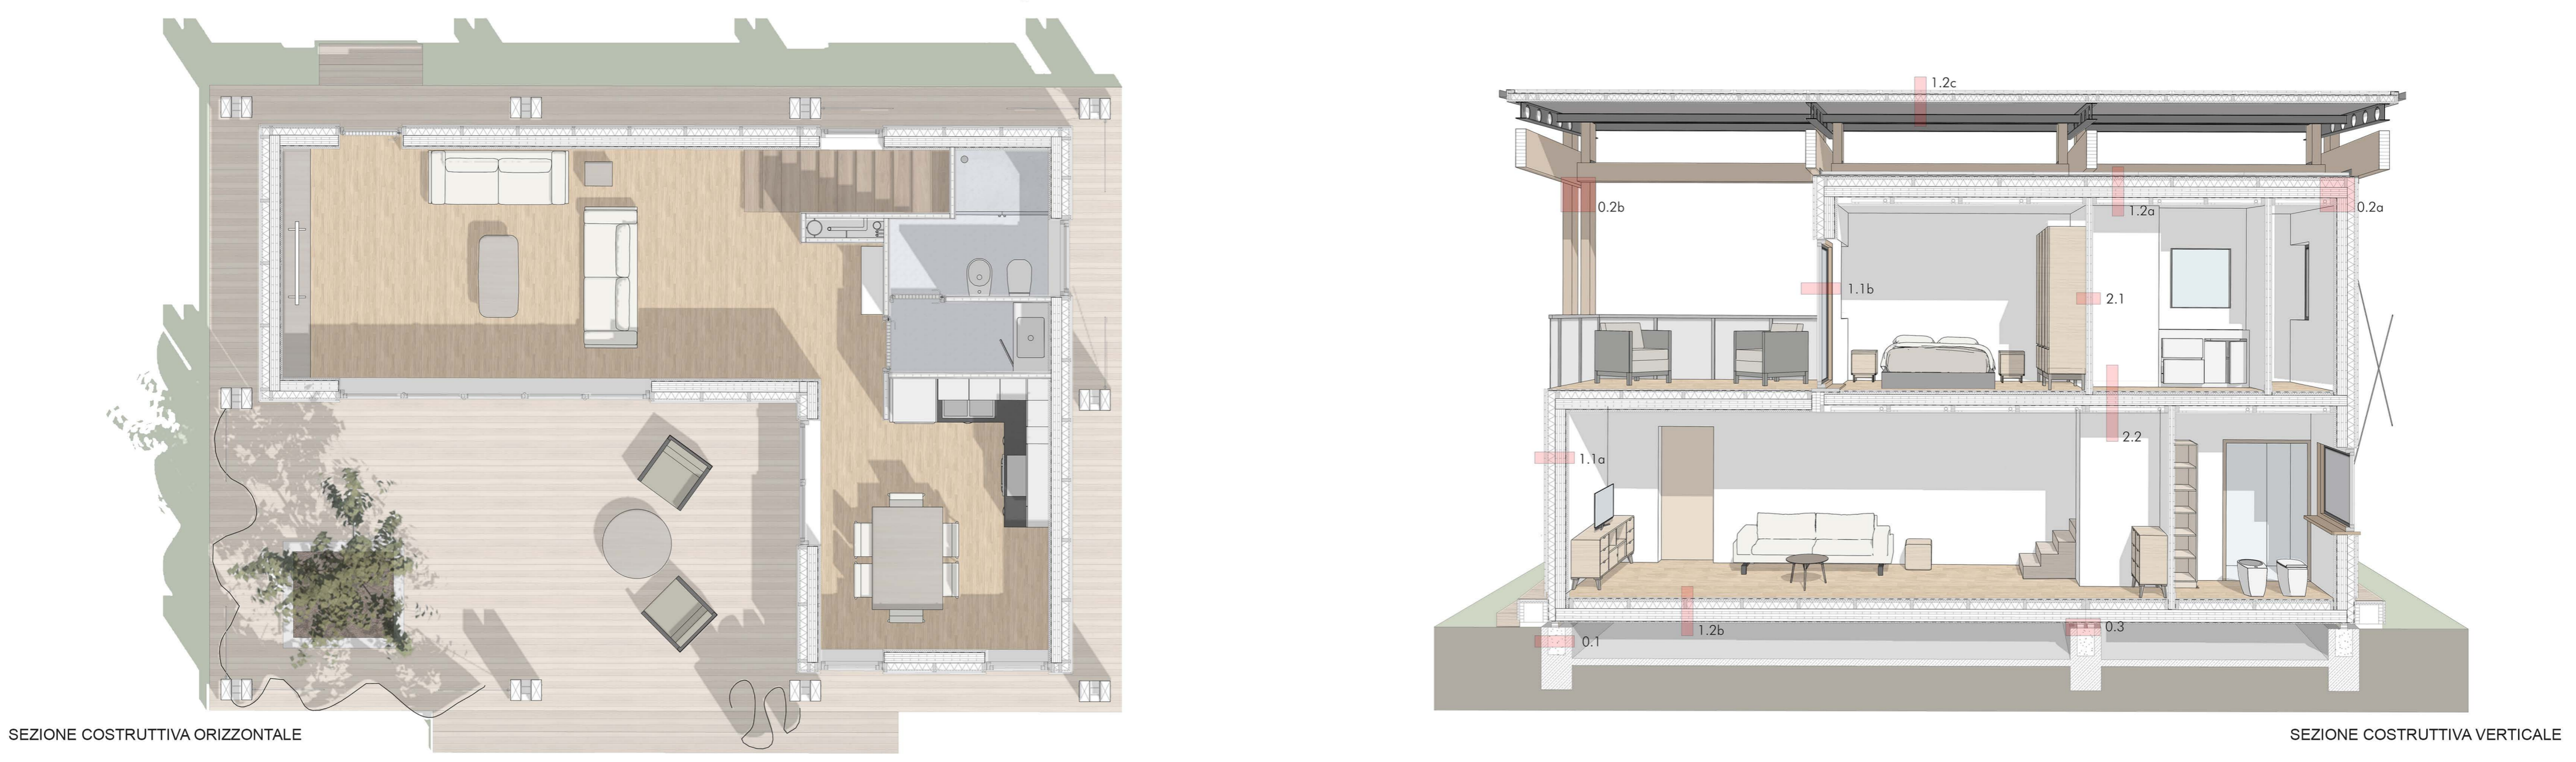 SEZIONE COSTRUTTIVA ORIZZONTALE
1.2c
0.2b
1.2a
0.2a
1.1b
2.1
2.2
1.1a
1.2b
0.3
0.1
SEZIONE COSTRUTTIVA VERTICALE